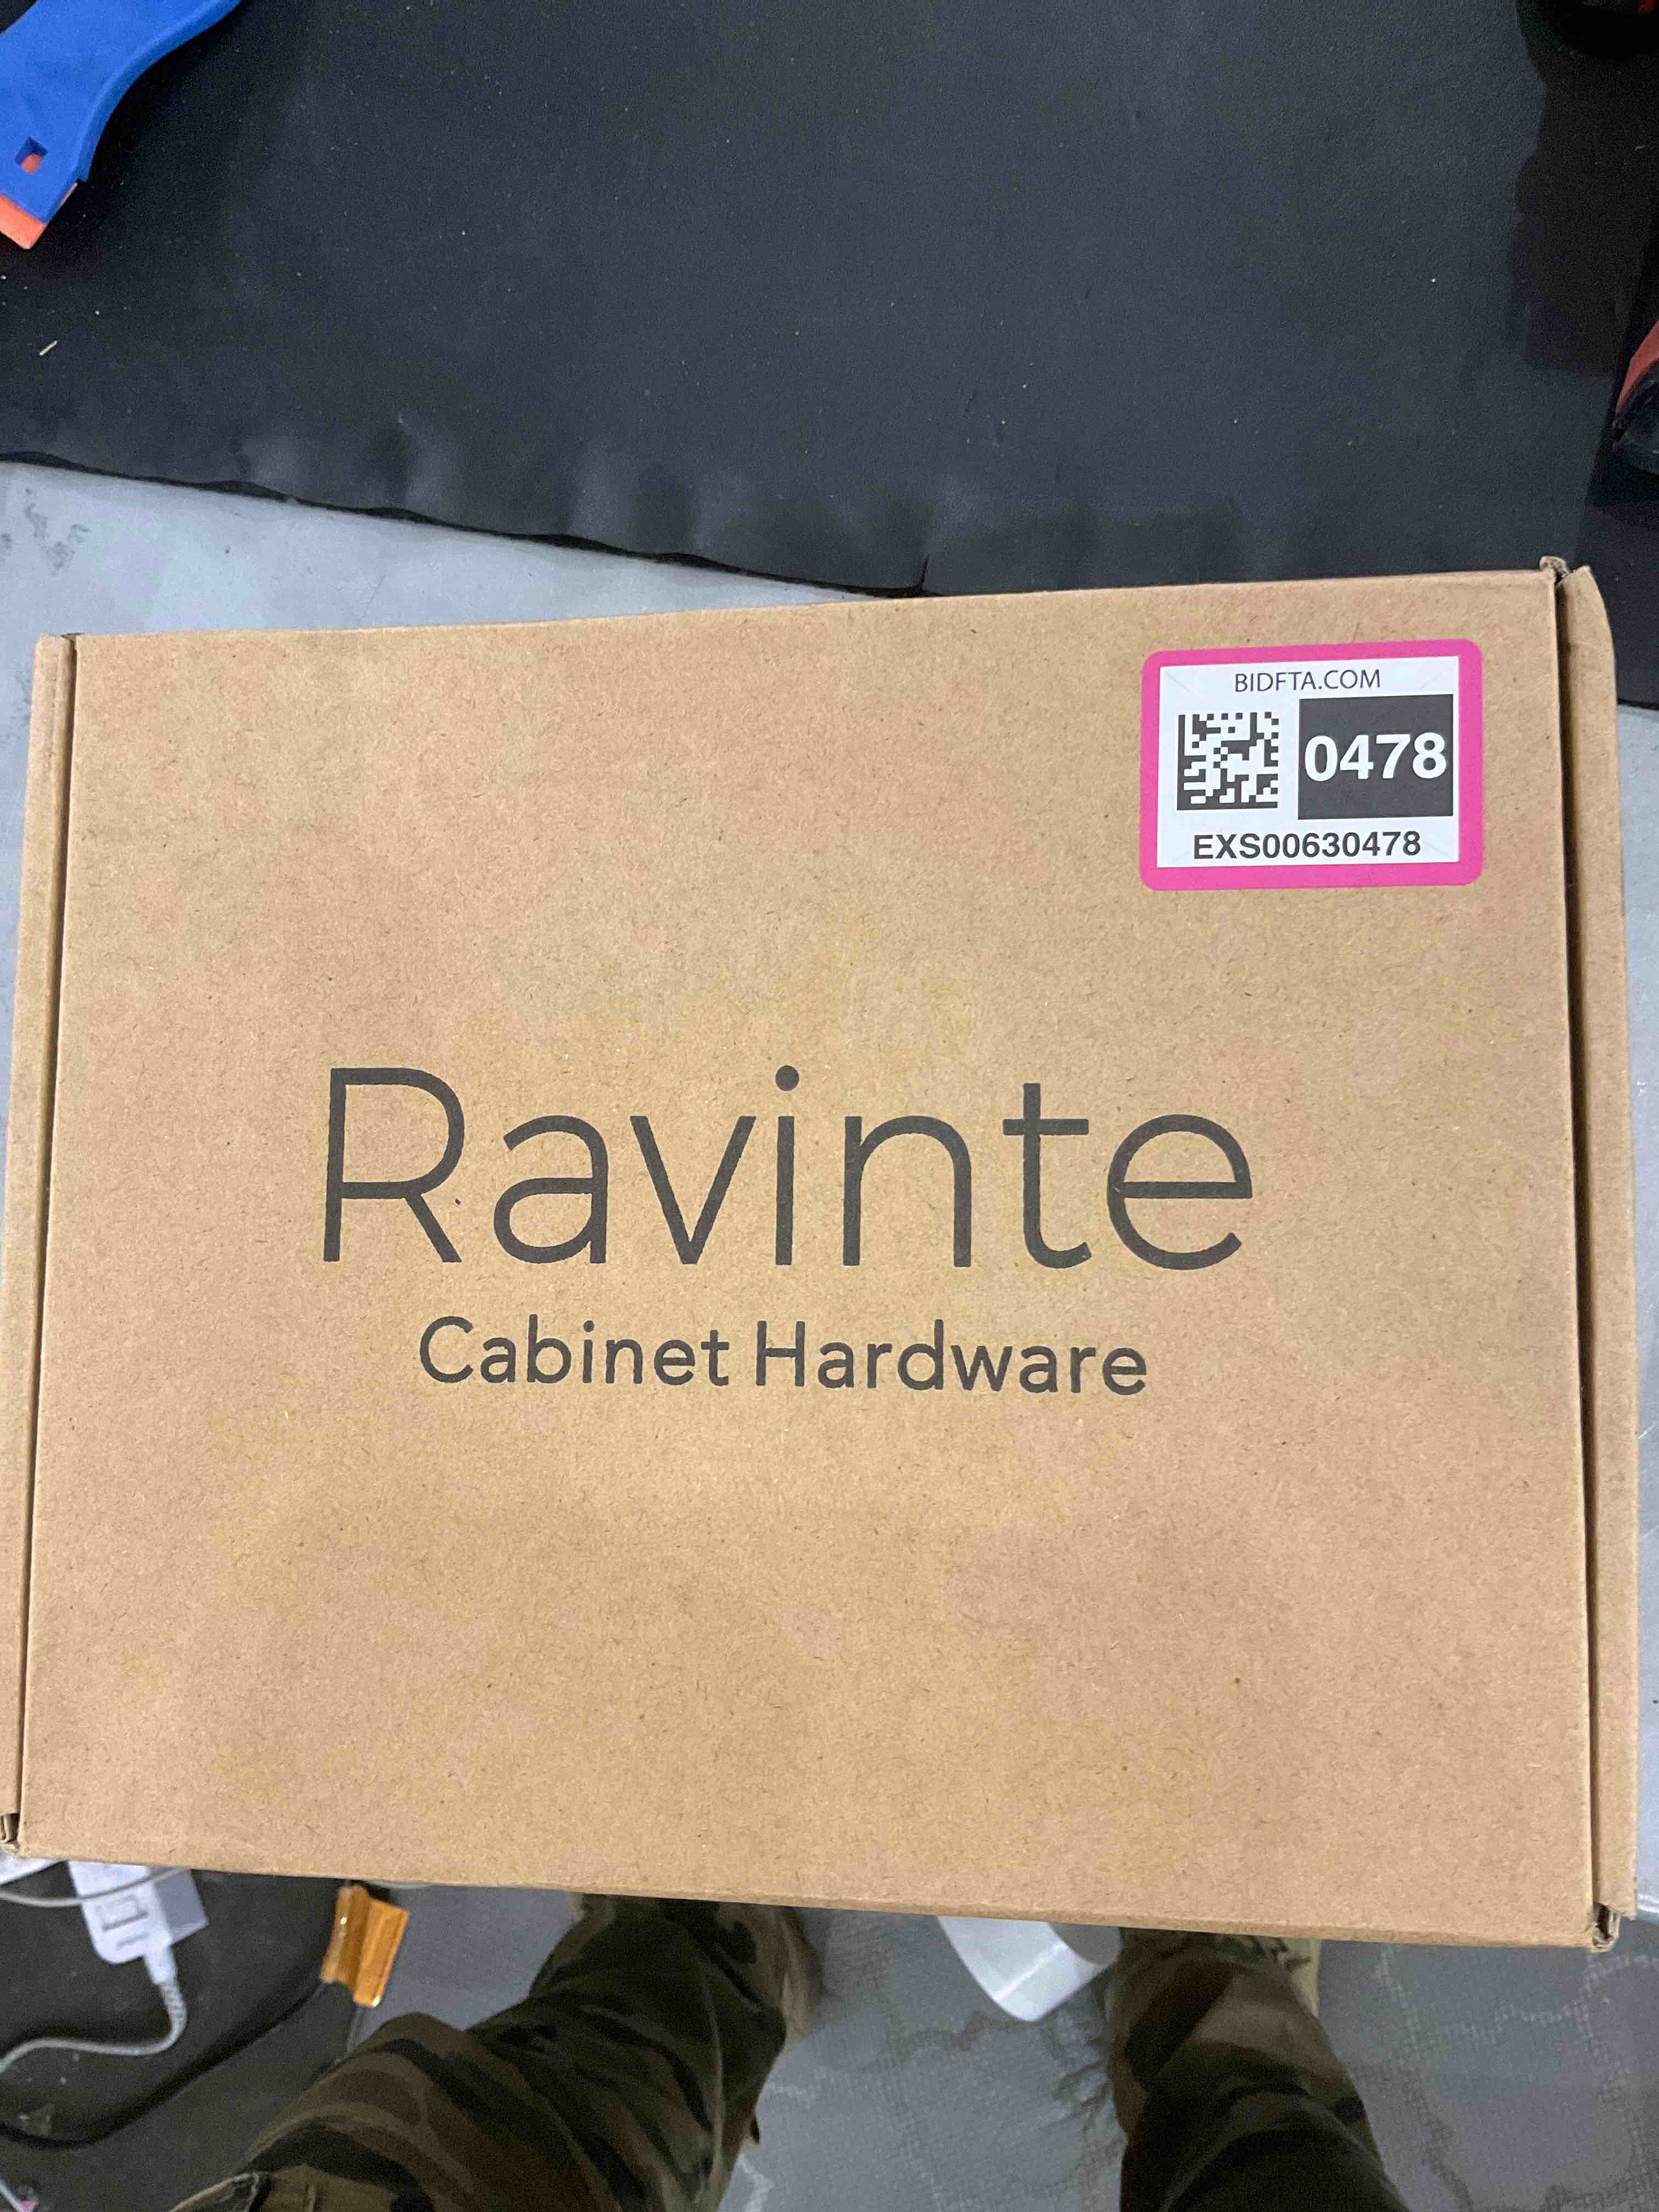 BIDFTA.COM
0478
EXS00630478
Ravinte
Cabinet Hardware